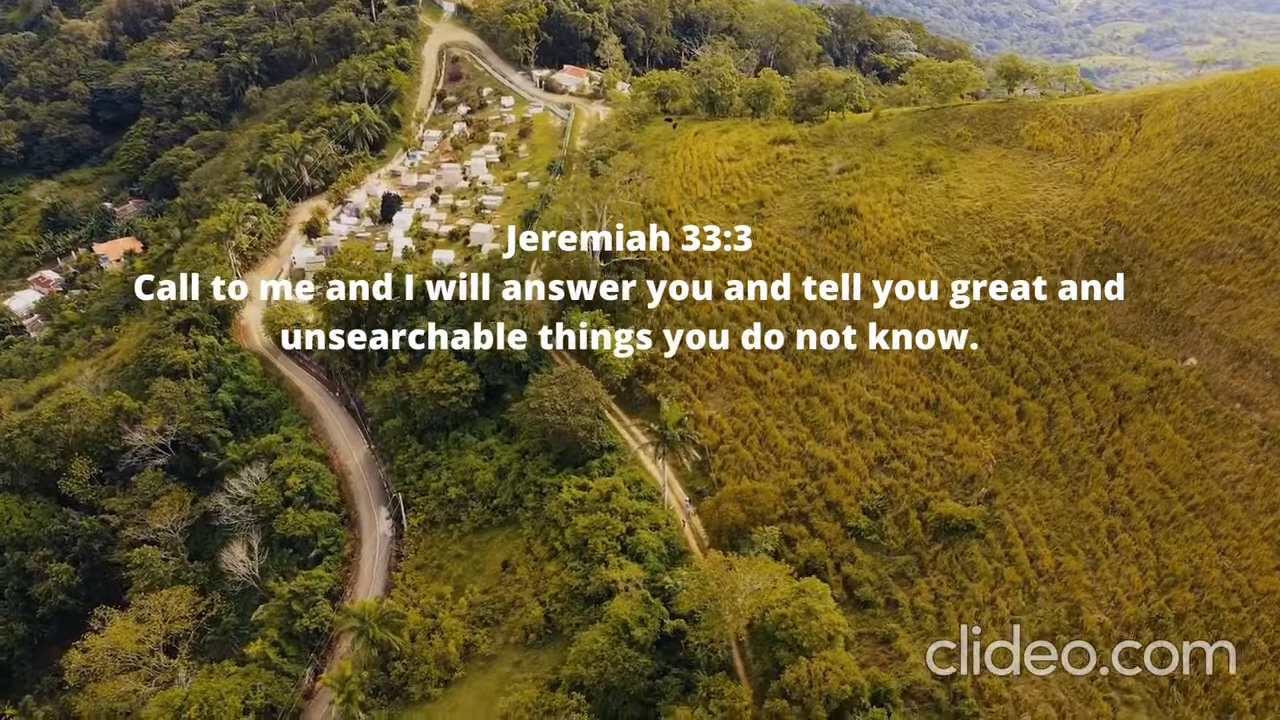 Jeremiah 33:3
Call to me and I will answer you and tell you great and
unsearchable things you do not know.
clideo.com